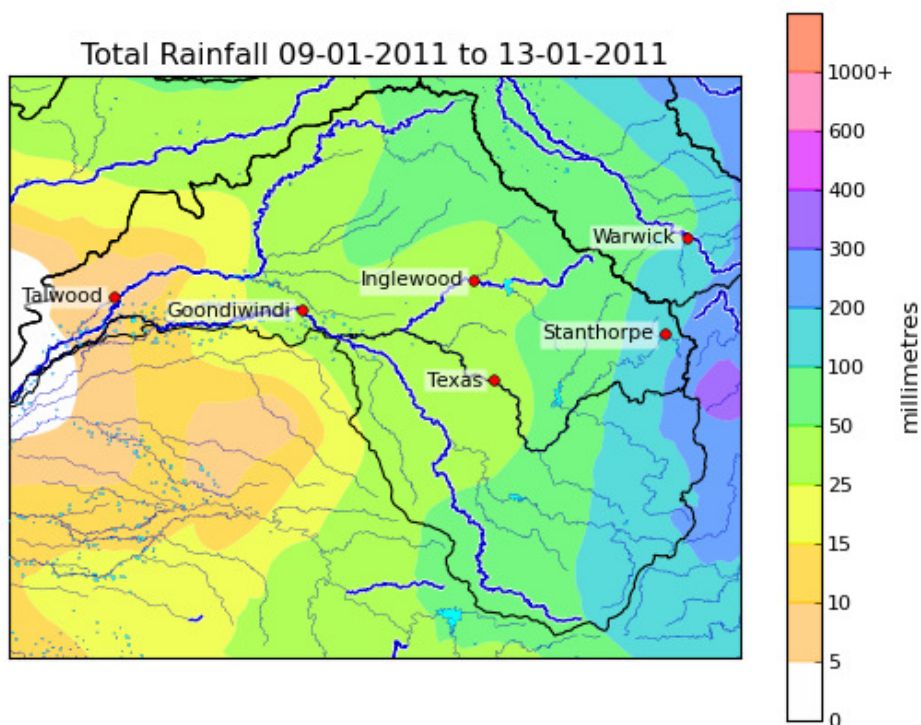 Total Rainfall 09-01-2011 to 13-01-2011
1000+
600
400
300
200
100
50
25
15
10
5
0
millimetres
Warwick
Inglewood
Talwood
Goondiwindi
Stanthorpe
Texas